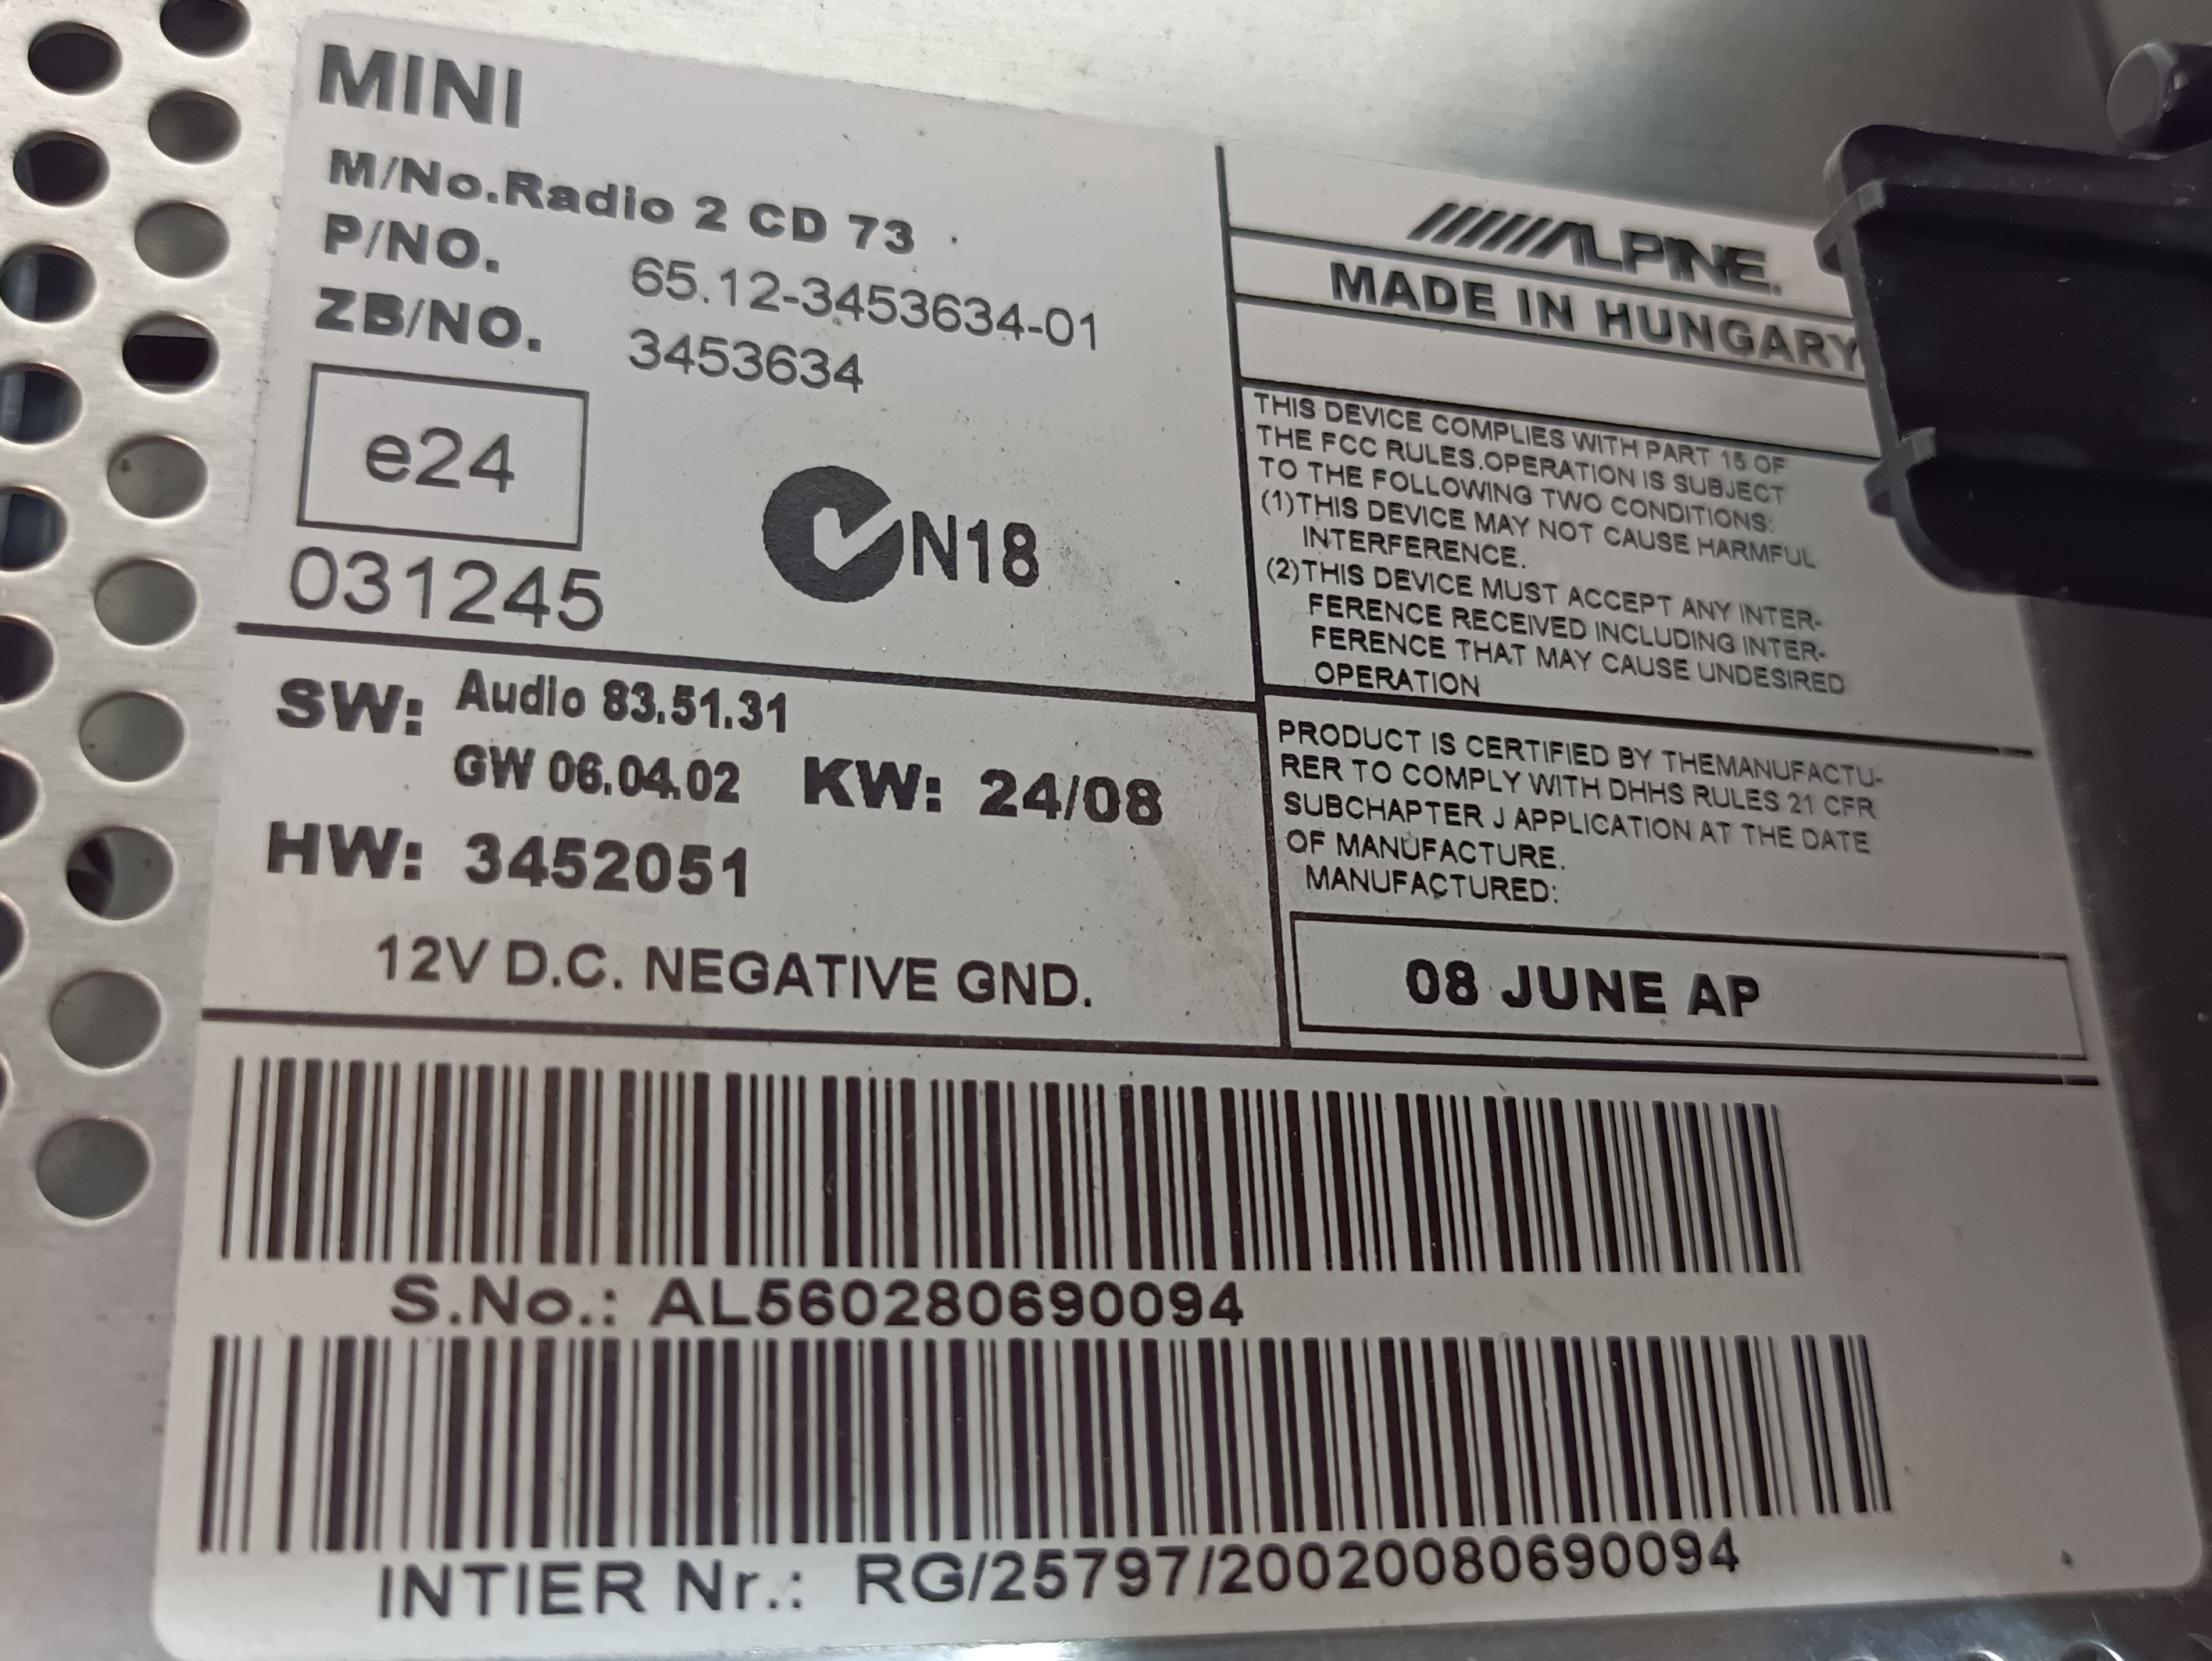 MINI
M/No.Radio 2 CD 73
P/NO. 65.12-3453634-01
ZB/NO. 3453634
e24
031245
N18
SW: Audio 83.51.31
GW 06.04.02 KW: 24/08
HW: 3452051
12V D.C. NEGATIVE GND.
ALPINE
MADE IN HUNGARY
THIS DEVICE COMPLIES WITH PART 15 OF
THE FCC RULES.OPERATION IS SUBJECT
TO THE FOLLOWING TWO CONDITIONS:
(1)THIS DEVICE MAY NOT CAUSE HARMFUL
INTERFERENCE.
(2)THIS DEVICE MUST ACCEPT ANY INTER-
FERENCE RECEIVED INCLUDING INTER-
FERENCE THAT MAY CAUSE UNDESIRED
OPERATION
PRODUCT IS CERTIFIED BY THEMANUFACTU-
RER TO COMPLY WITH DHHS RULES 21 CFR
SUBCHAPTER J APPLICATION AT THE DATE
OF MANUFACTURE.
MANUFACTURED:
08 JUNE AP
S.No.: AL560280690094
INTIER Nr.: RG/25797/20020080690094